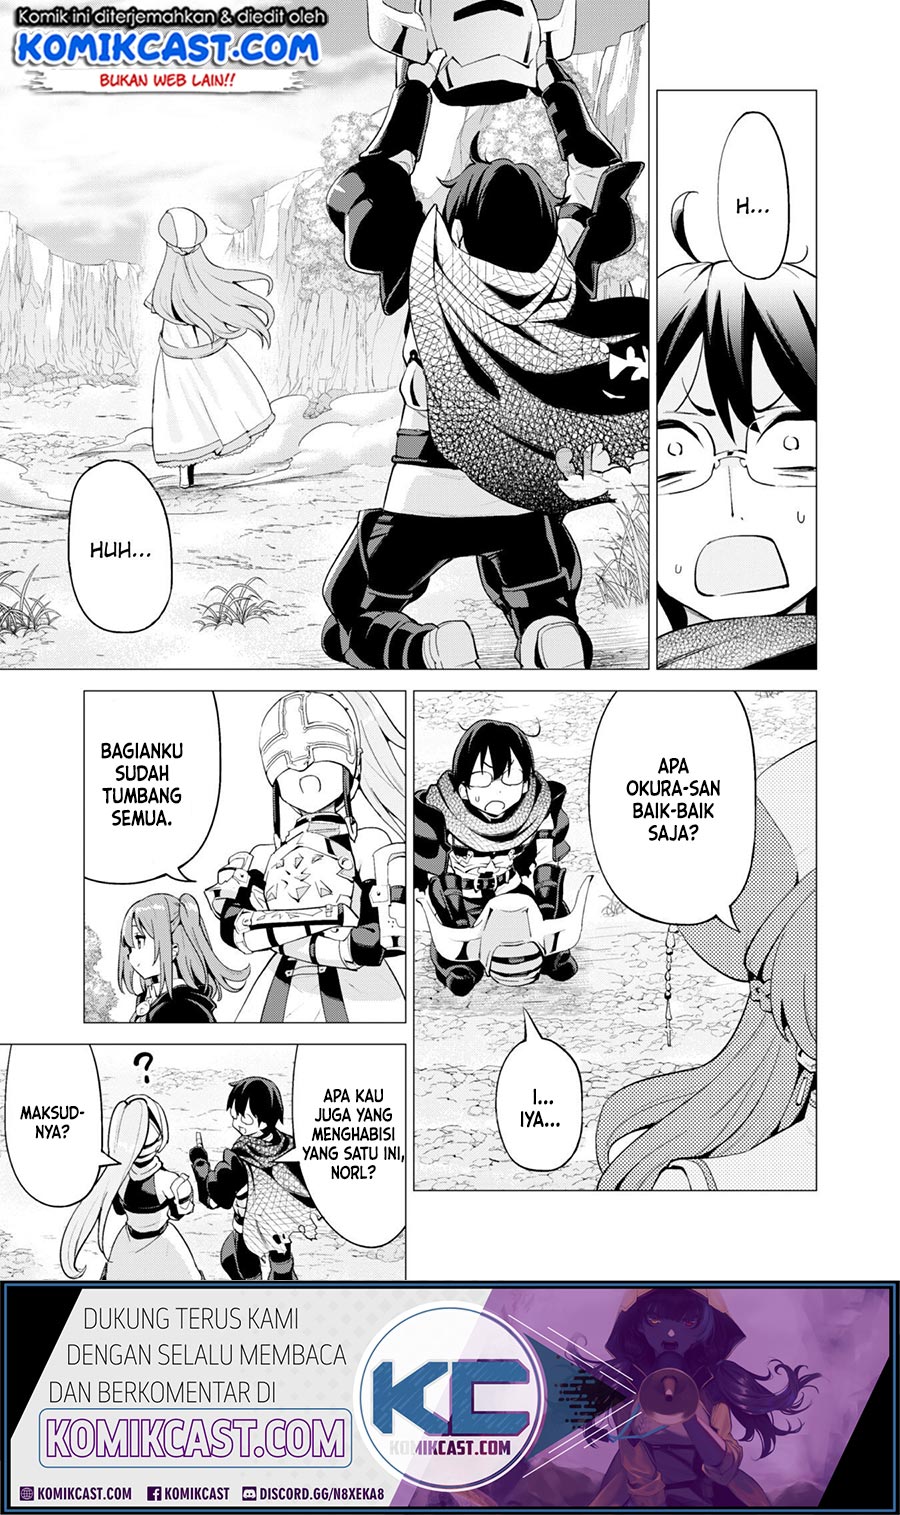 Komik ini diterjemahkan & diedit oleh
KOMIKCAST.COM
BUKAN WEB LAIN!!
H...
HUH...
APA
OKURA-SAN
BAIK-BAIK
SAJA?
I...
IYA...
BAGIANKU
SUDAH
TUMBANG
SEMUA.
APA KAU
JUGA YANG
MENGHABISI
YANG SATU INI,
NORL?
?
MAKSUD-
NYA?
DUKUNG TERUS KAMI
DENGAN SELALU MEMBACA
DAN BERKOMENTAR DI
KOMIKCAST.COM
KC
KOMIKCAST.COM
KOMIKCAST.COM KOMIKCAST DISCORD.GG/N8XEKA8